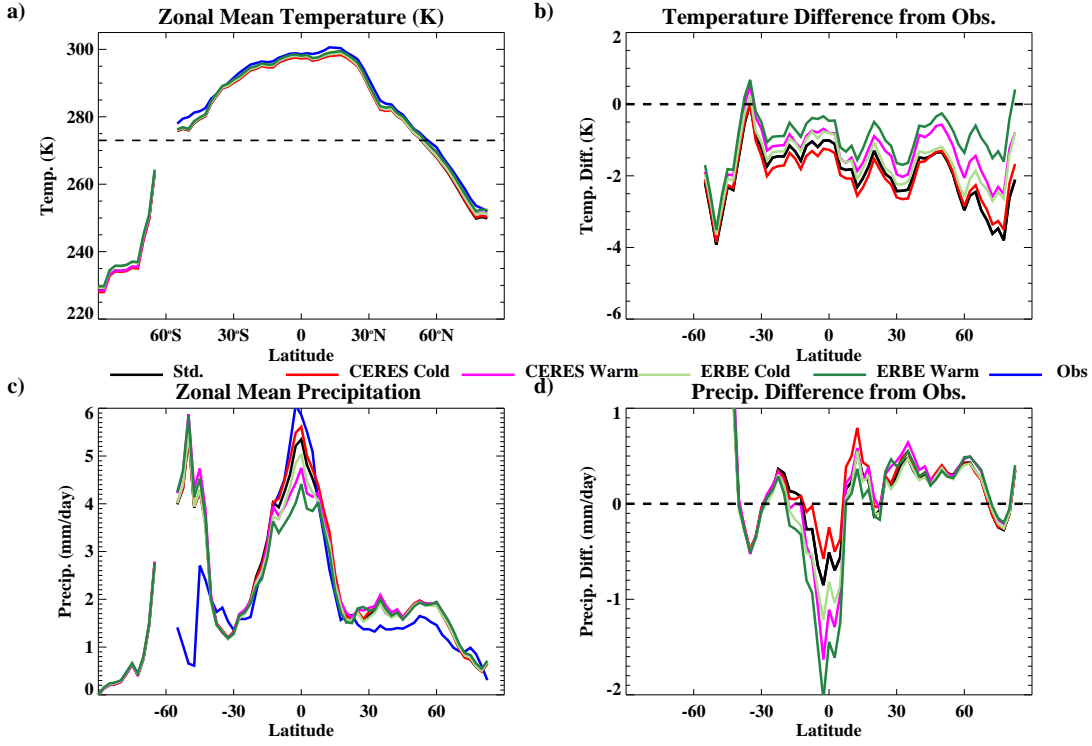 a) Zonal Mean Temperature (K)
300
280
260
240
220
Temp. (K)
60°S 30°S 0 30°N 60°N
Latitude
b) Temperature Difference from Obs.
2
0
-2
-4
-6
Temp. Diff. (K)
-60 -30 0 30 60
Latitude
Std. CERES Cold CERES Warm ERBE Cold ERBE Warm Obs
c) Zonal Mean Precipitation
6
5
4
3
2
1
0
Precip. (mm/day)
-60 -30 0 30 60
Latitude
d) Precip. Difference from Obs.
1
0
-1
-2
Precip. Diff. (mm/day)
-60 -30 0 30 60
Latitude